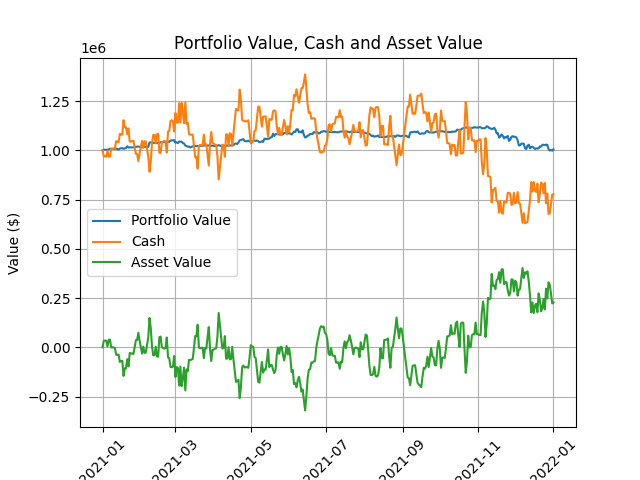 Portfolio Value, Cash and Asset Value
1e6
1.25
1.00
0.75
0.50
0.25
0.00
−0.25
Value ($)
Portfolio Value
Cash
Asset Value
2021-01
2021-03
2021-05
2021-07
2021-09
2021-11
2022-01